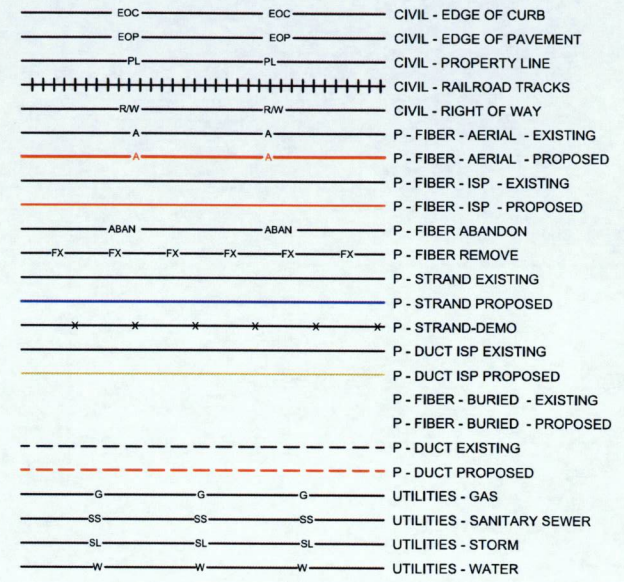 EOC EOC CIVIL - EDGE OF CURB
EOP EOP CIVIL - EDGE OF PAVEMENT
PL PL CIVIL - PROPERTY LINE
CIVIL - RAILROAD TRACKS
R/W R/W CIVIL - RIGHT OF WAY
A A P - FIBER - AERIAL - EXISTING
A A P - FIBER - AERIAL - PROPOSED
P - FIBER - ISP - EXISTING
P - FIBER - ISP - PROPOSED
ABAN ABAN P - FIBER ABANDON
FX FX FX FX FX FX P - FIBER REMOVE
P - STRAND EXISTING
P - STRAND PROPOSED
X X X X X X P - STRAND-DEMO
P - DUCT ISP EXISTING
P - DUCT ISP PROPOSED
P - FIBER - BURIED - EXISTING
P - FIBER - BURIED - PROPOSED
P - DUCT EXISTING
P - DUCT PROPOSED
G G G UTILITIES - GAS
SS SS SS UTILITIES - SANITARY SEWER
SL SL SL UTILITIES - STORM
W W W UTILITIES - WATER